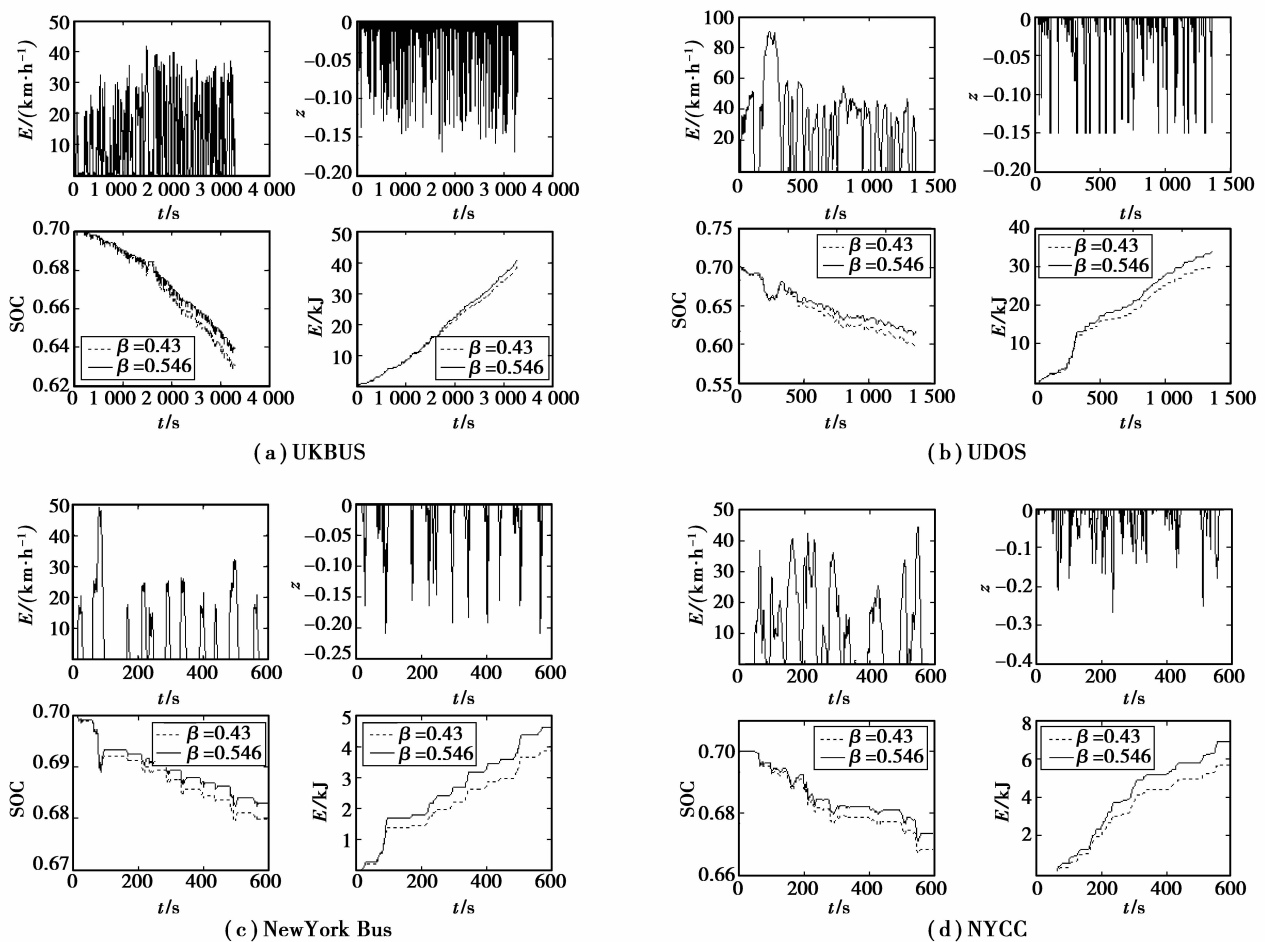 E/(km·h⁻¹)
50
40
30
20
10
0 1 000 2 000 3 000 4 000
t/s
z
0
−0.05
−0.10
−0.15
−0.20
0 1 000 2 000 3 000 4 000
t/s
SOC
0.70
0.68
0.66
0.64
0.62
β=0.43
β=0.546
0 1 000 2 000 3 000 4 000
t/s
E/kJ
50
40
30
20
10
β=0.43
β=0.546
0 1 000 2 000 3 000 4 000
t/s
(a) UKBUS
E/(km·h⁻¹)
100
80
60
40
20
0 500 1 000 1 500
t/s
z
0
−0.05
−0.10
−0.15
−0.20
0 500 1 000 1 500
t/s
SOC
0.75
0.70
0.65
0.60
0.55
β=0.43
β=0.546
0 500 1 000 1 500
t/s
E/kJ
40
30
20
10
β=0.43
β=0.546
0 500 1 000 1 500
t/s
(b) UDOS
E/(km·h⁻¹)
50
40
30
20
10
0 200 400 600
t/s
z
0
−0.05
−0.10
−0.15
−0.20
−0.25
0 200 400 600
t/s
SOC
0.70
0.69
0.68
0.67
β=0.43
β=0.546
0 200 400 600
t/s
E/kJ
5
4
3
2
1
β=0.43
β=0.546
0 200 400 600
t/s
(c) NewYork Bus
E/(km·h⁻¹)
50
40
30
20
10
0 200 400 600
t/s
z
0
−0.1
−0.2
−0.3
−0.4
0 200 400 600
t/s
SOC
0.70
0.68
0.66
β=0.43
β=0.546
0 200 400 600
t/s
E/kJ
8
6
4
2
β=0.43
β=0.546
0 200 400 600
t/s
(d) NYCC